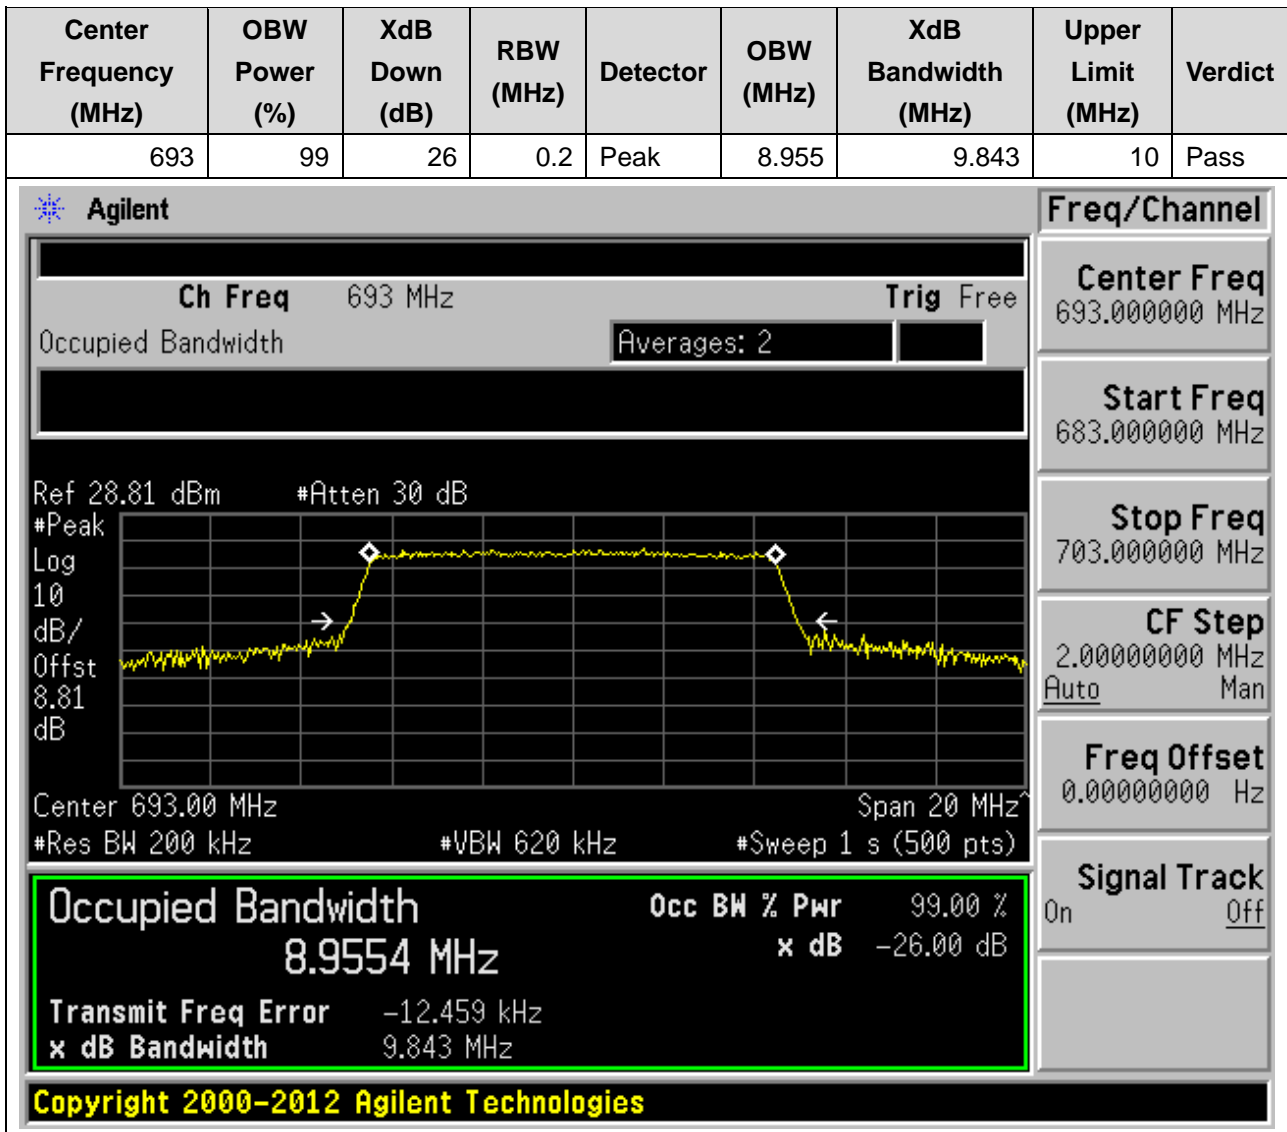 Center Frequency (MHz) OBW Power (%) XdB Down (dB) RBW (MHz) Detector OBW (MHz) XdB Bandwidth (MHz) Upper Limit (MHz) Verdict
693 99 26 0.2 Peak 8.955 9.843 10 Pass
Agilent
Freq/Channel
Ch Freq 693 MHz Trig Free
Occupied Bandwidth Averages: 2
Center Freq
693.000000 MHz
Start Freq
683.000000 MHz
Stop Freq
703.000000 MHz
CF Step
2.00000000 MHz
Auto Man
Freq Offset
0.00000000 Hz
Signal Track
On Off
Ref 28.81 dBm #Atten 30 dB
#Peak
Log
10
dB/
Offst
8.81
dB
Center 693.00 MHz Span 20 MHz^
#Res BW 200 kHz #VBW 620 kHz #Sweep 1 s (500 pts)
Occupied Bandwidth Occ BW % Pwr 99.00 %
8.9554 MHz x dB -26.00 dB
Transmit Freq Error -12.459 kHz
x dB Bandwidth 9.843 MHz
Copyright 2000-2012 Agilent Technologies